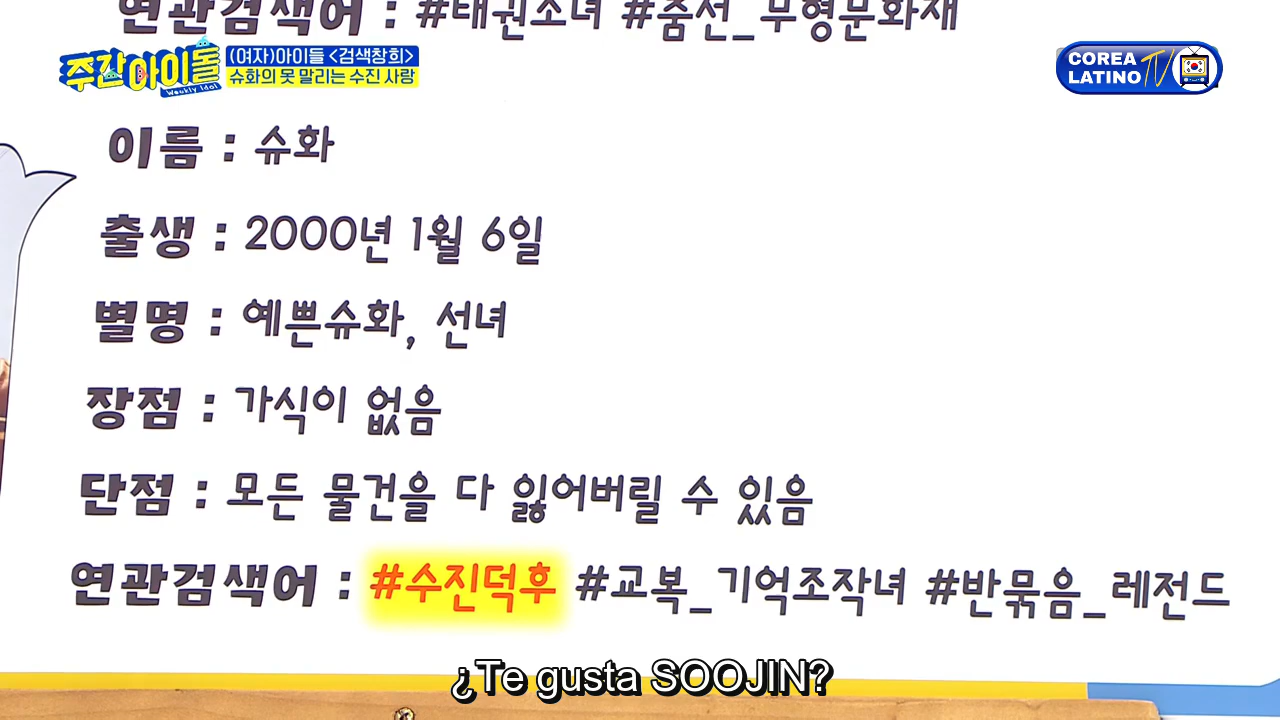 연관검색어 : #태권소녀 #춤선_무형문화재
주간아이돌
Weekly Idol
(여자)아이들 <검색창희>
슈화의 못 말리는 수진 사랑
COREA
LATINO TV
이름 : 슈화
출생 : 2000년 1월 6일
별명 : 예쁜슈화, 선녀
장점 : 가식이 없음
단점 : 모든 물건을 다 잃어버릴 수 있음
연관검색어 : #수진덕후 #교복_기억조작녀 #반묶음_레전드
¿Te gusta SOOJIN?